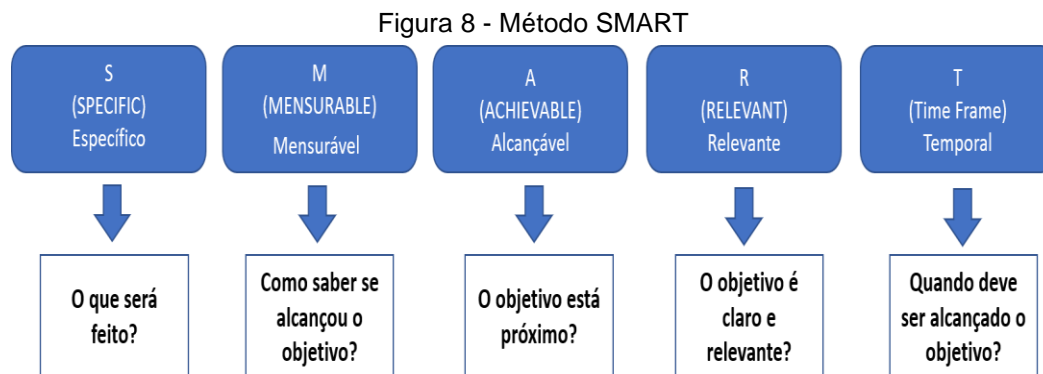 Figura 8 - Método SMART
S
(SPECIFIC)
Específico
M
(MENSURABLE)
Mensurável
A
(ACHIEVABLE)
Alcançável
R
(RELEVANT)
Relevante
T
(Time Frame)
Temporal
O que será
feito?
Como saber se
alcançou o
objetivo?
O objetivo está
próximo?
O objetivo é
claro e
relevante?
Quando deve
ser alcançado o
objetivo?